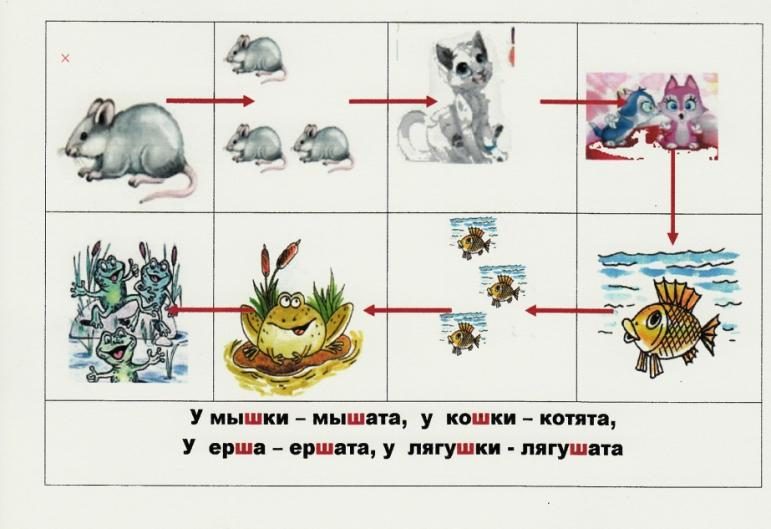 У мышки – мышата, у кошки – котята,
У ерша – ершата, у лягушки - лягушата